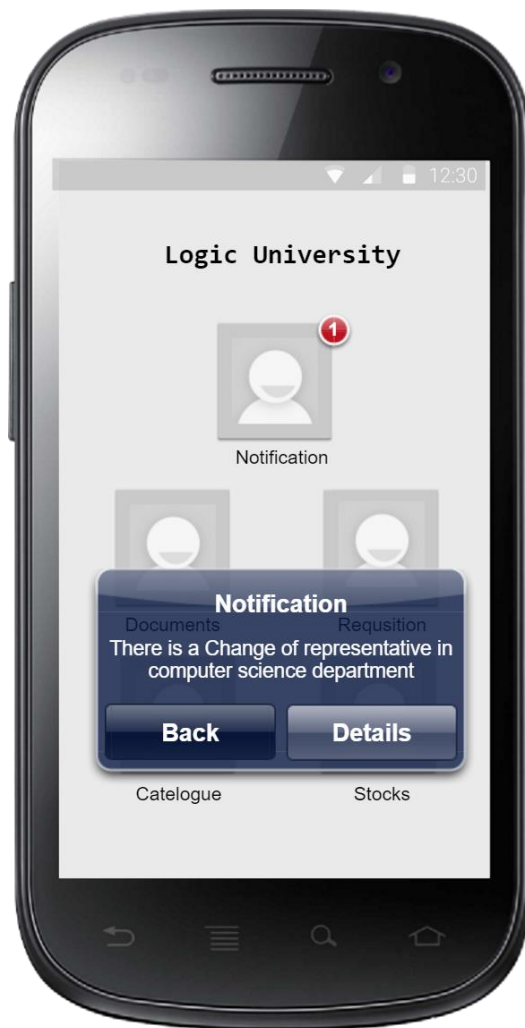 12:30
Logic University
1
Notification
Documents
Requsition
Notification
There is a Change of representative in
computer science department
Back
Details
Catelogue
Stocks